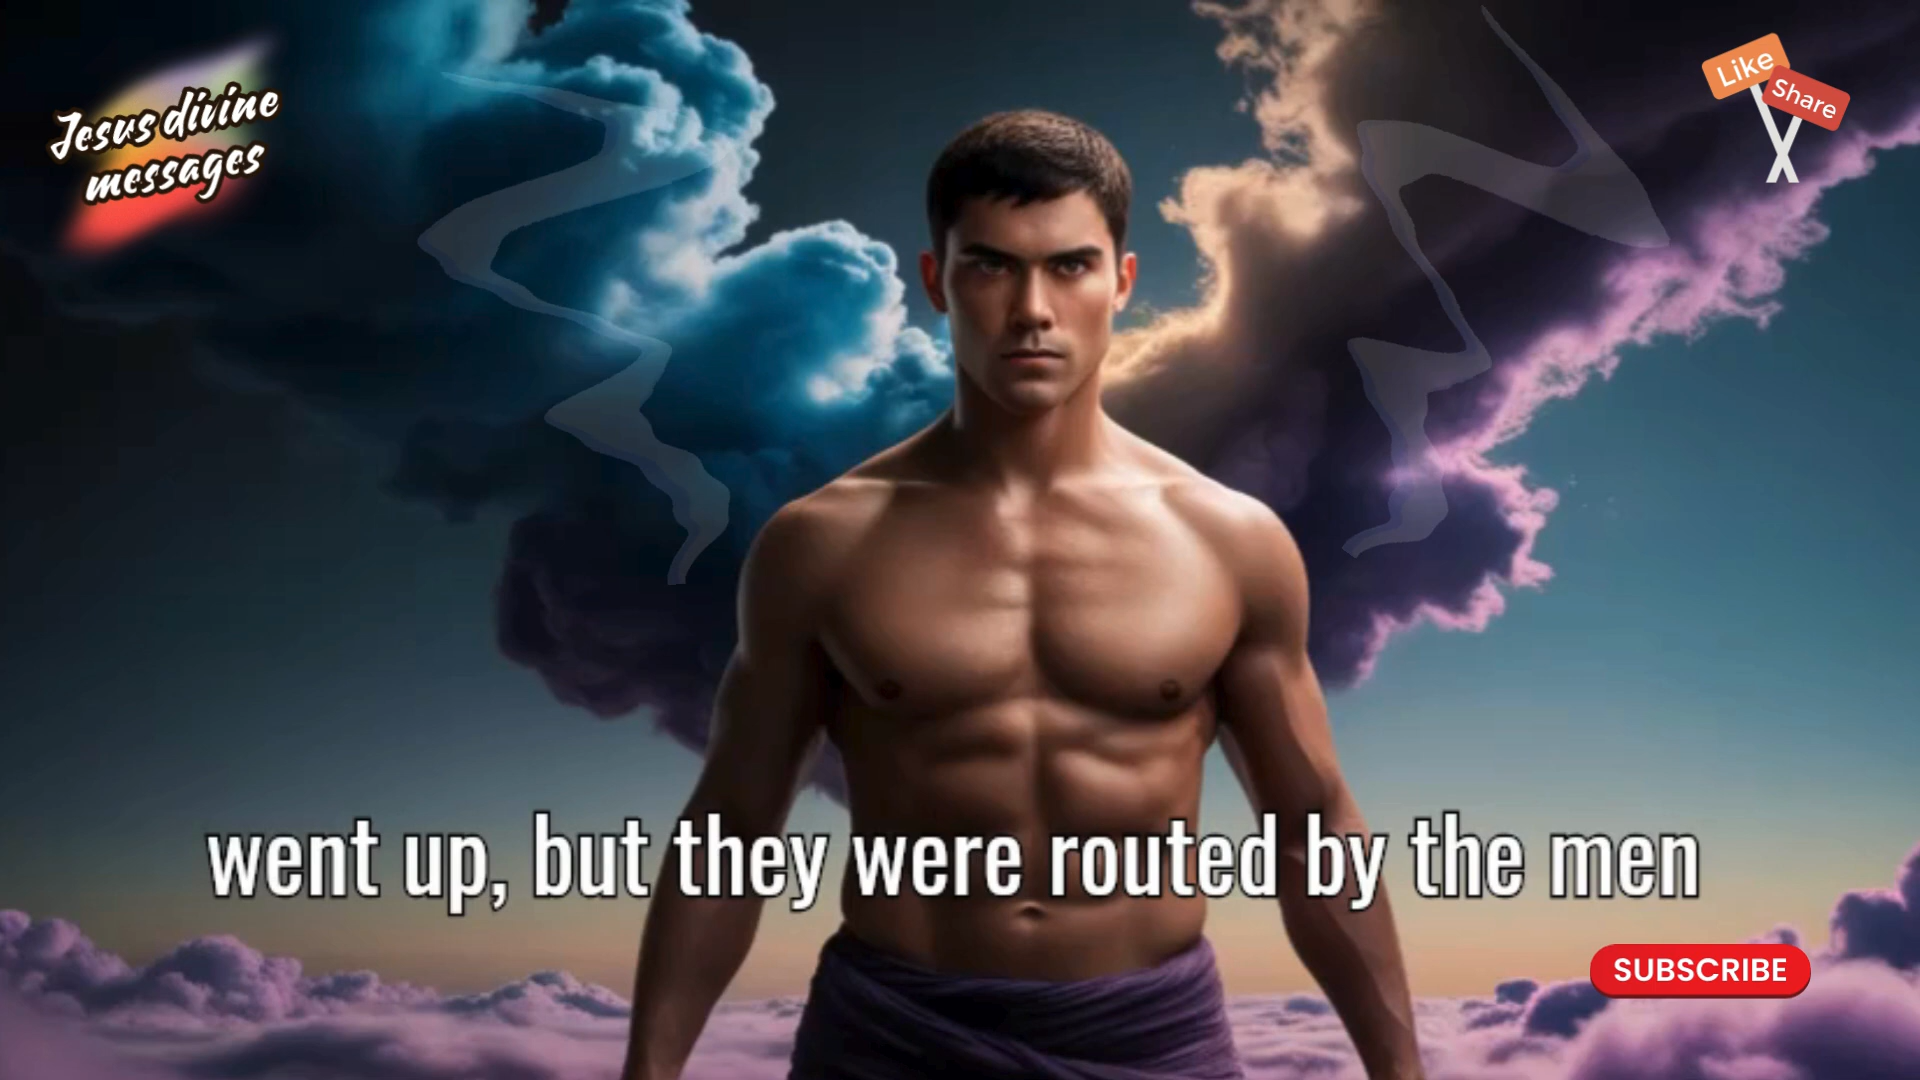 Jesus divine
messages
Like
Share
went up, but they were routed by the men
SUBSCRIBE